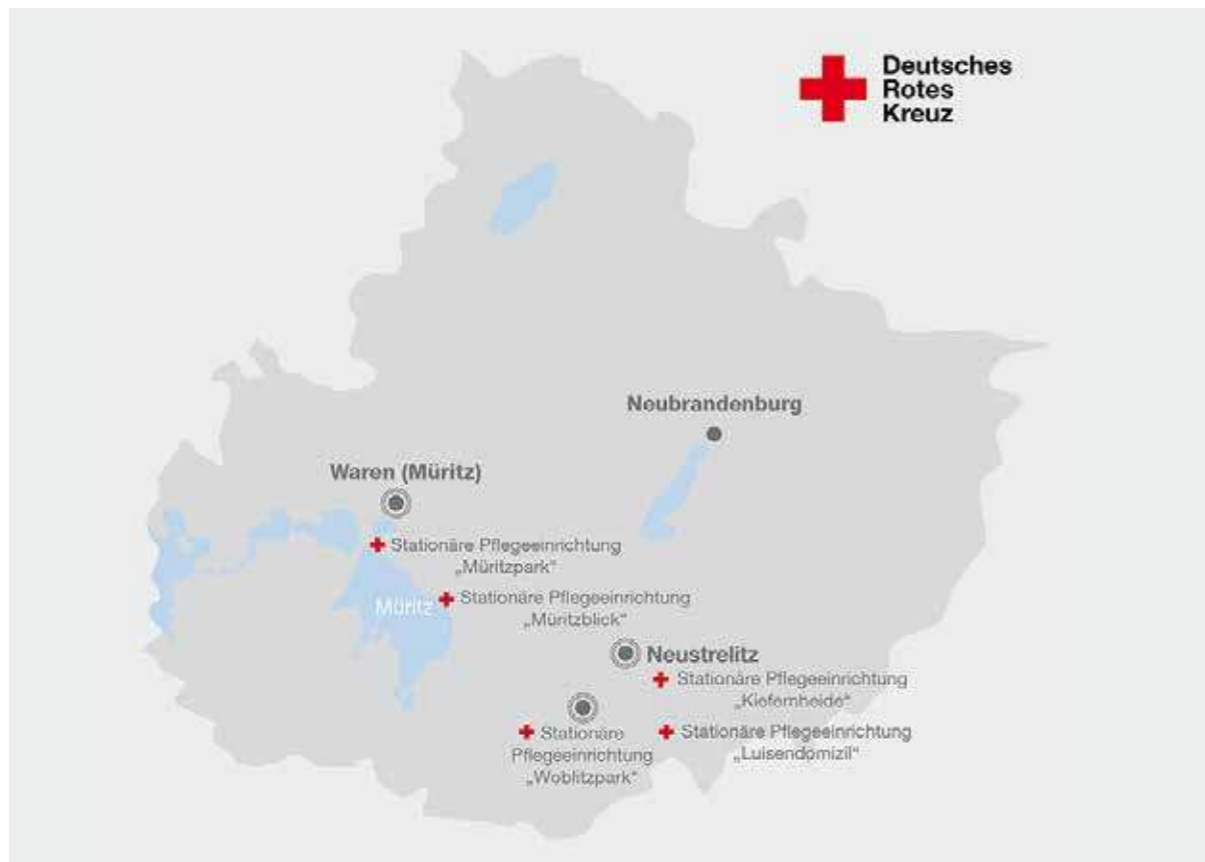 Deutsches
Rotes
Kreuz
Neubrandenburg
Waren (Müritz)
Stationäre Pflegeeinrichtung
„Müritzpark“
Müritz
Stationäre Pflegeeinrichtung
„Müritzblick“
Neustrelitz
Stationäre Pflegeeinrichtung
„Kiefernheide“
Stationäre
Pflegeeinrichtung
„Woblitzpark“
Stationäre Pflegeeinrichtung
„Luisendomizil“